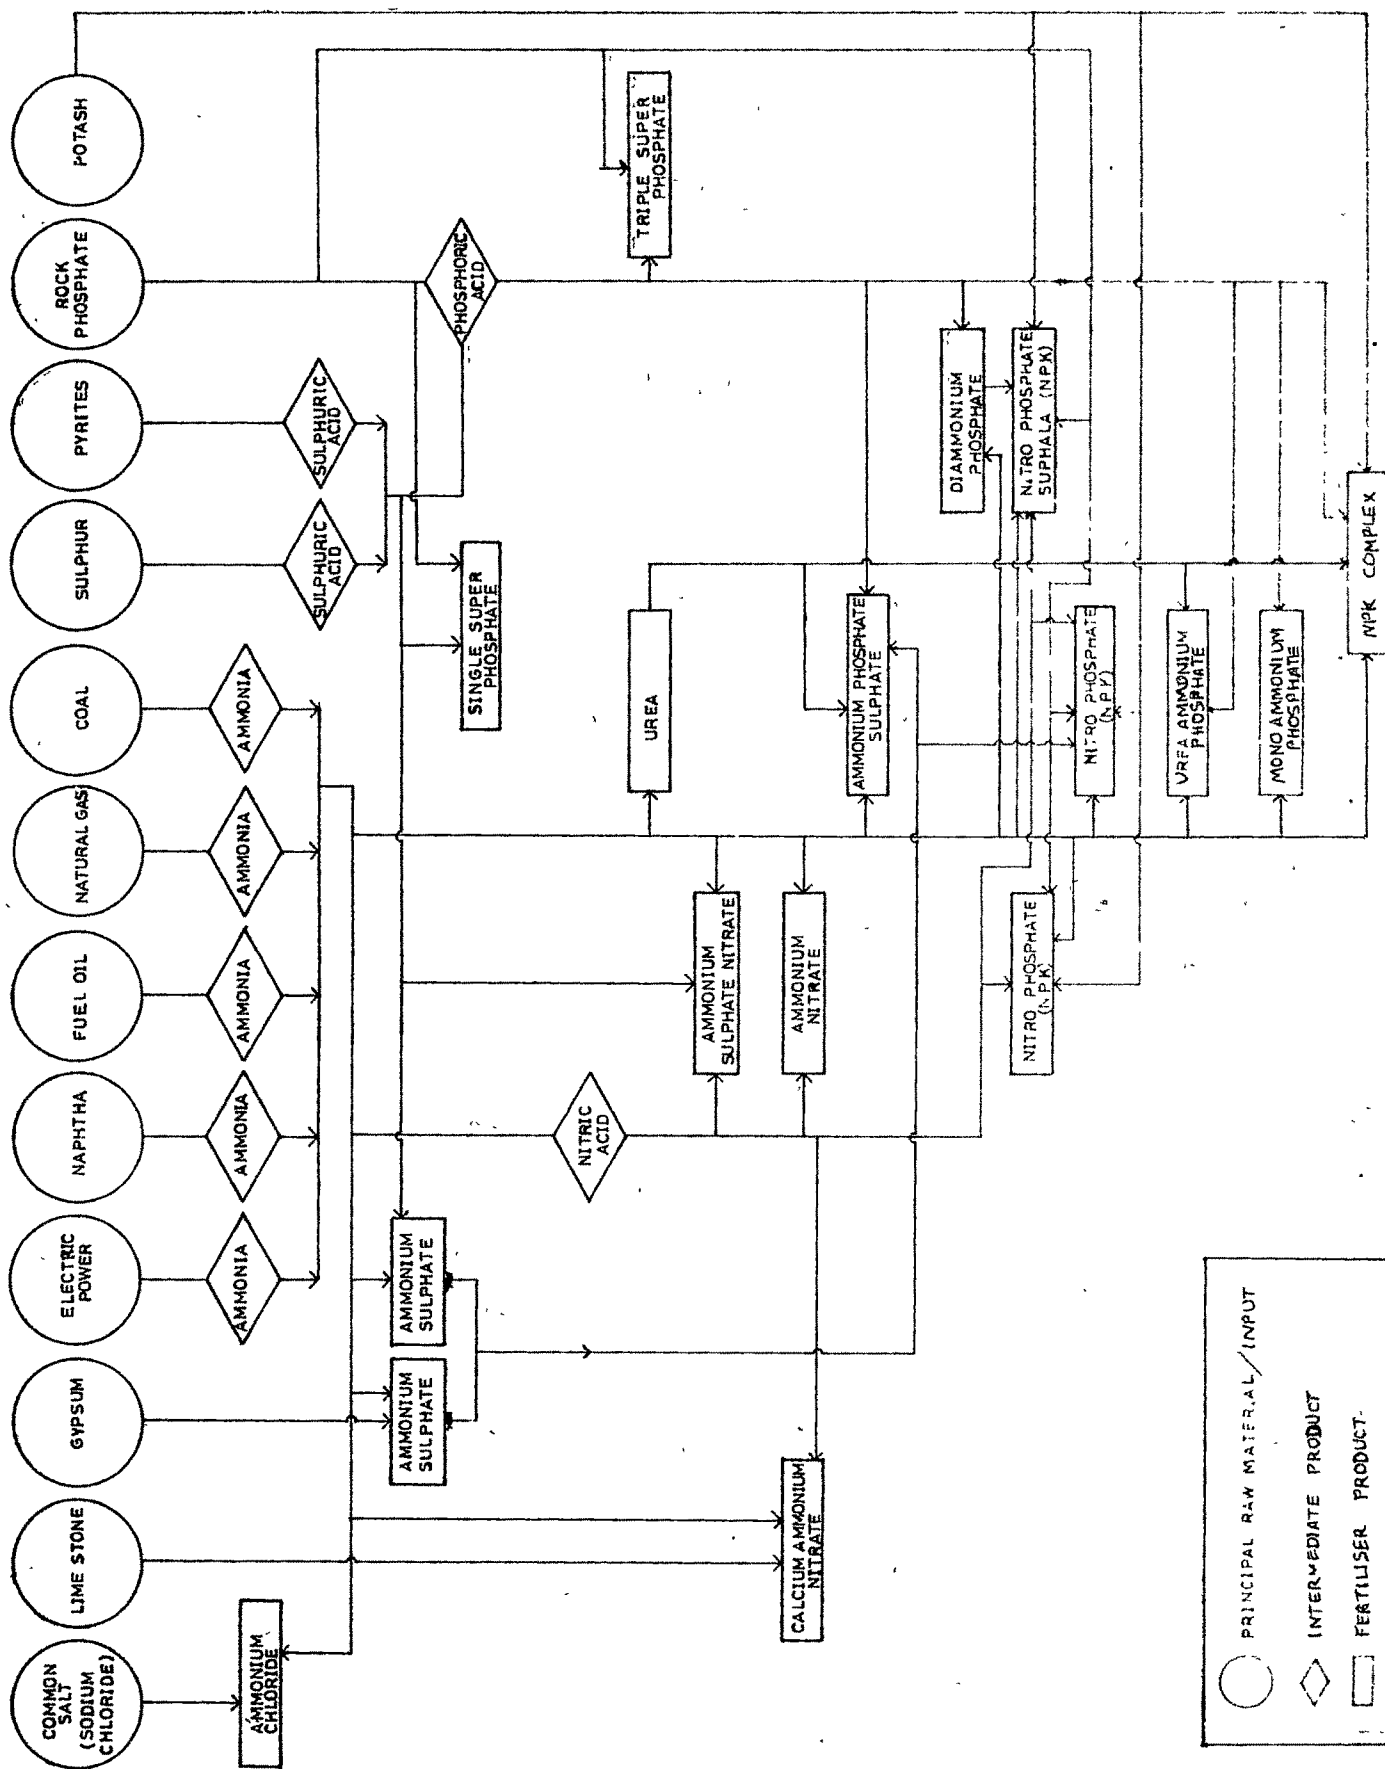 COMMON
SALT
(SODIUM
CHLORIDE)
LIME STONE
GYPSUM
ELECTRIC
POWER
NAPHTHA
FUEL OIL
NATURAL GAS
COAL
SULPHUR
PYRITES
ROCK
PHOSPHATE
POTASH
AMMONIA
AMMONIA
AMMONIA
AMMONIA
AMMONIA
SULPHURIC
ACID
SULPHURIC
ACID
AMMONIUM
CHLORIDE
AMMONIUM
SULPHATE
AMMONIUM
SULPHATE
SINGLE SUPER
PHOSPHATE
PHOSPHORIC
ACID
NITRIC
ACID
UREA
TRIPLE SUPER
PHOSPHATE
AMMONIUM
SULPHATE NITRATE
CALCIUM AMMONIUM
NITRATE
AMMONIUM
NITRATE
AMMONIUM PHOSPHATE
SULPHATE
DIAMMONIUM
PHOSPHATE
NITRO PHOSPHATE
(NPK)
NITRO PHOSPHATE
SUPHALA (NPK)
NITRO PHOSPHATE
(N.P.K)
UREA AMMONIUM
PHOSPHATE
MONO AMMONIUM
PHOSPHATE
NPK COMPLEX
PRINCIPAL RAW MATERIAL/INPUT
INTERMEDIATE PRODUCT
FERTILISER PRODUCT-